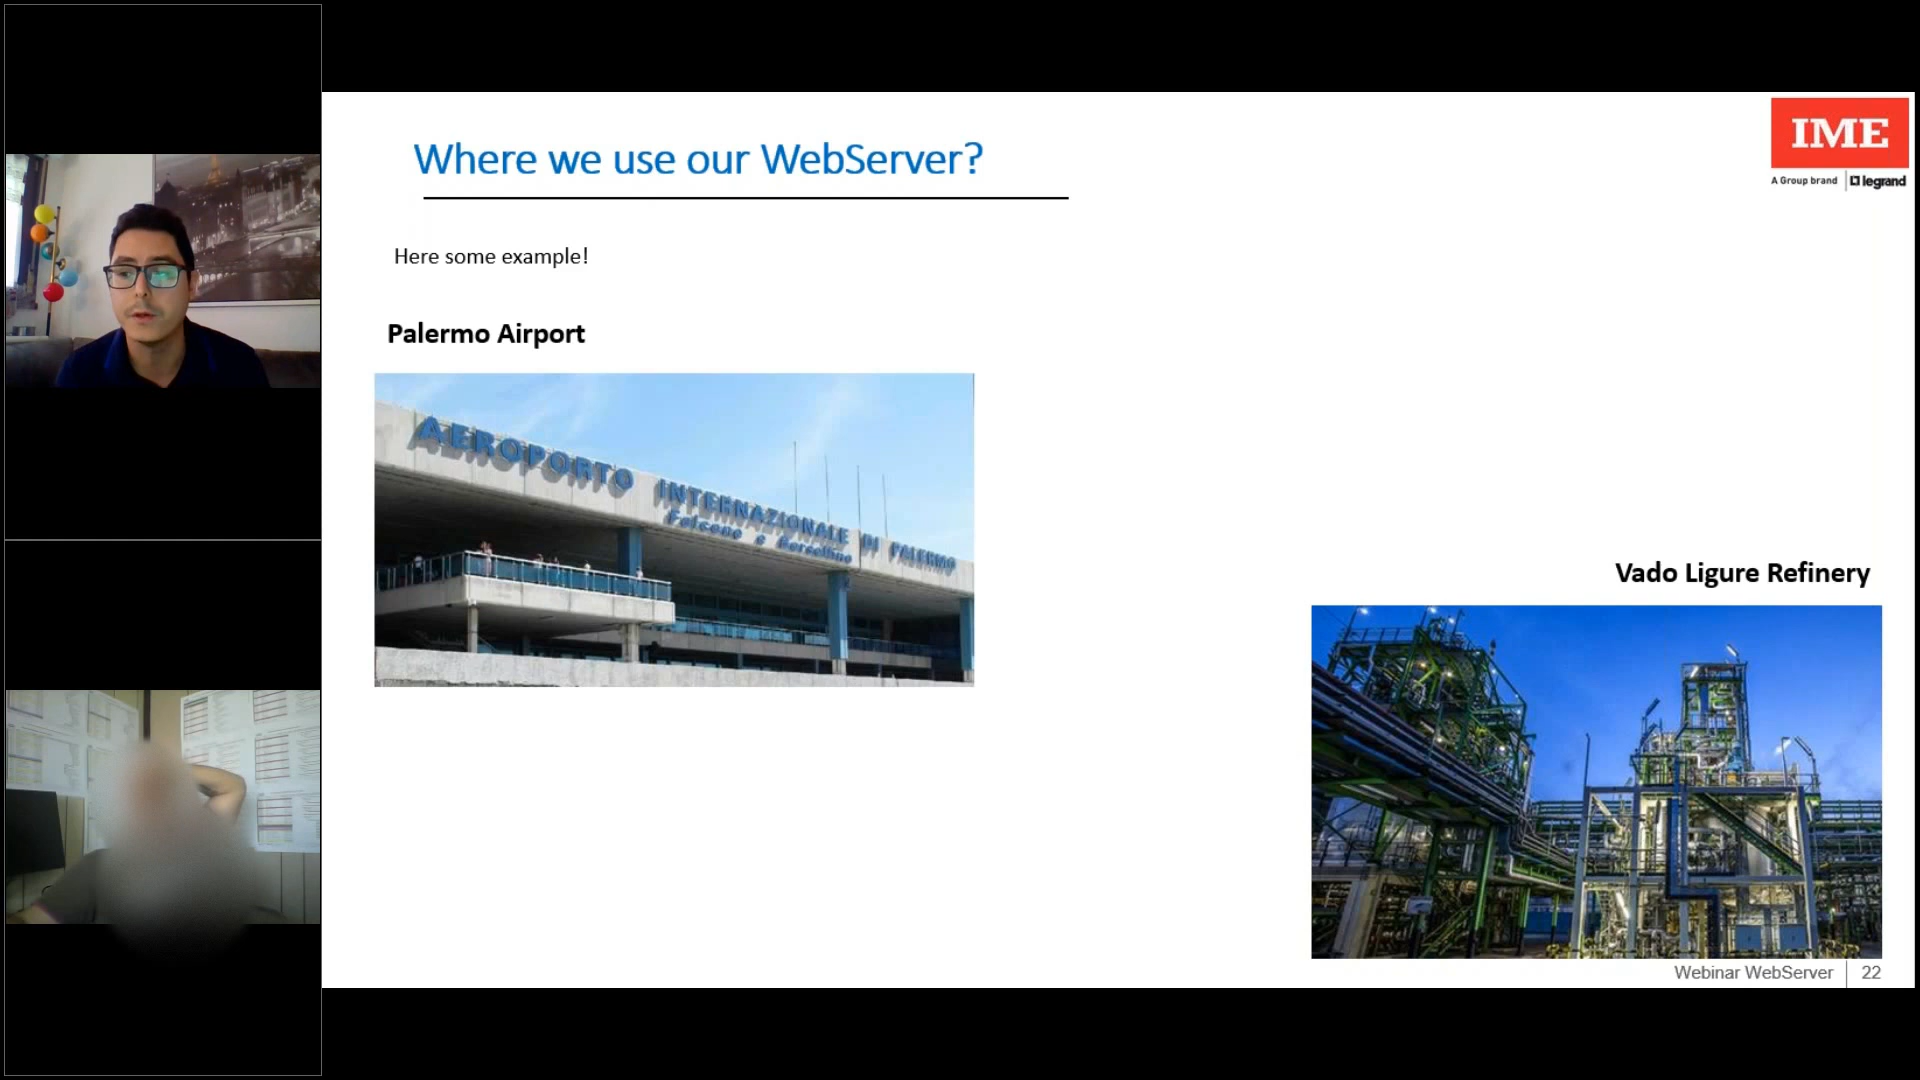 Where we use our WebServer?
IME
A Group brand legrand
Here some example!
Palermo Airport
AEROPORTO INTERNAZIONALE DI PALERMO
Falcone e Borsellino
Vado Ligure Refinery
Webinar WebServer 22